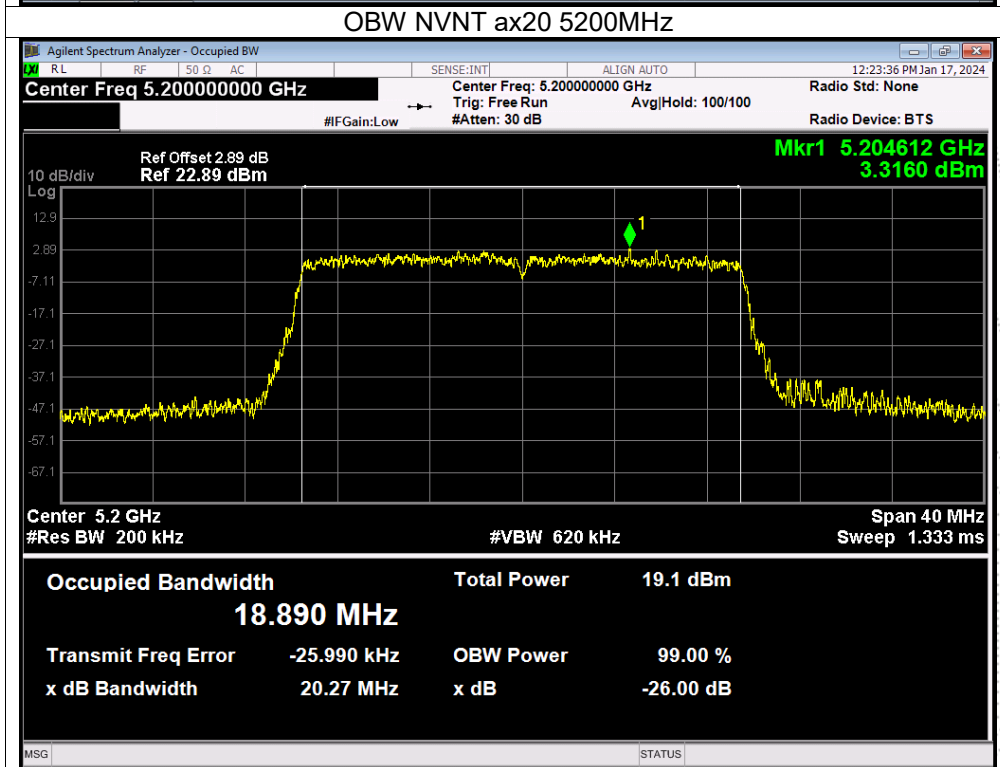 OBW NVNT ax20 5200MHz
Agilent Spectrum Analyzer - Occupied BW
LXI RL RF 50 Ω AC SENSE:INT ALIGN AUTO 12:23:36 PM Jan 17, 2024
Center Freq 5.200000000 GHz Center Freq: 5.200000000 GHz Radio Std: None
Trig: Free Run Avg|Hold: 100/100
#IFGain:Low #Atten: 30 dB Radio Device: BTS
Ref Offset 2.89 dB Mkr1 5.204612 GHz
10 dB/div Ref 22.89 dBm 3.3160 dBm
Log
12.9
1
2.89
-7.11
-17.1
-27.1
-37.1
-47.1
-57.1
-67.1
Center 5.2 GHz Span 40 MHz
#Res BW 200 kHz #VBW 620 kHz Sweep 1.333 ms
Occupied Bandwidth Total Power 19.1 dBm
18.890 MHz
Transmit Freq Error -25.990 kHz OBW Power 99.00 %
x dB Bandwidth 20.27 MHz x dB -26.00 dB
MSG STATUS